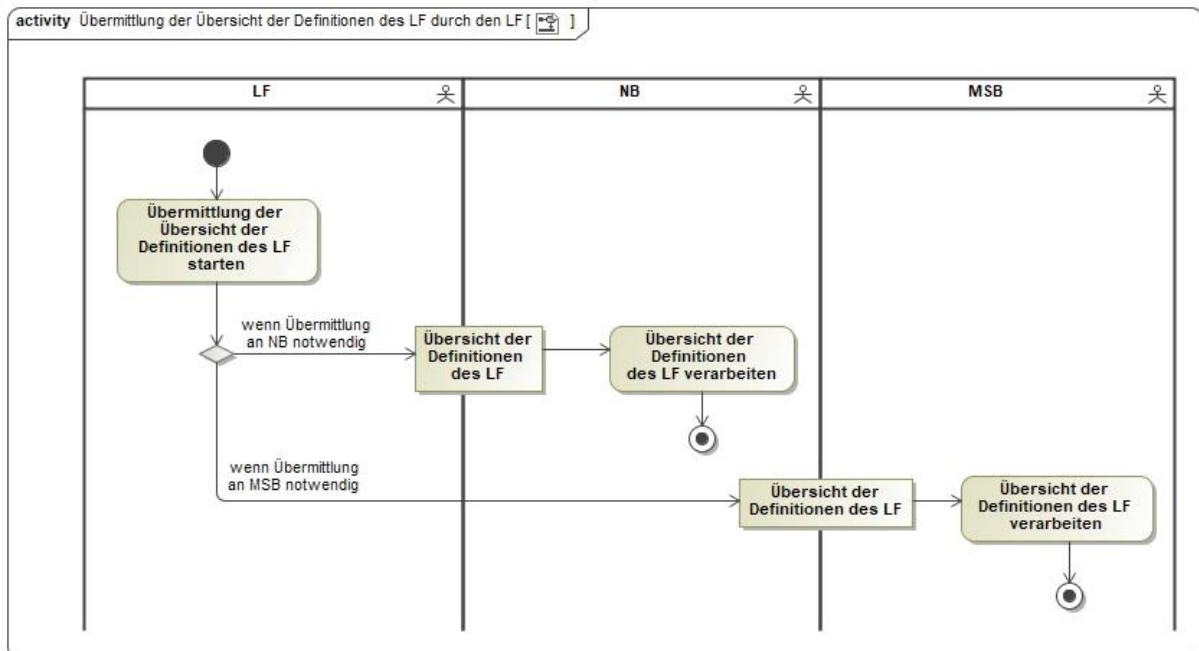 activity Übermittlung der Übersicht der Definitionen des LF durch den LF [ ]
LF
NB
MSB
Übermittlung der
Übersicht der
Definitionen des LF
starten
wenn Übermittlung
an NB notwendig
Übersicht der
Definitionen
des LF
Übersicht der
Definitionen
des LF verarbeiten
wenn Übermittlung
an MSB notwendig
Übersicht der
Definitionen des LF
Übersicht der
Definitionen des LF
verarbeiten